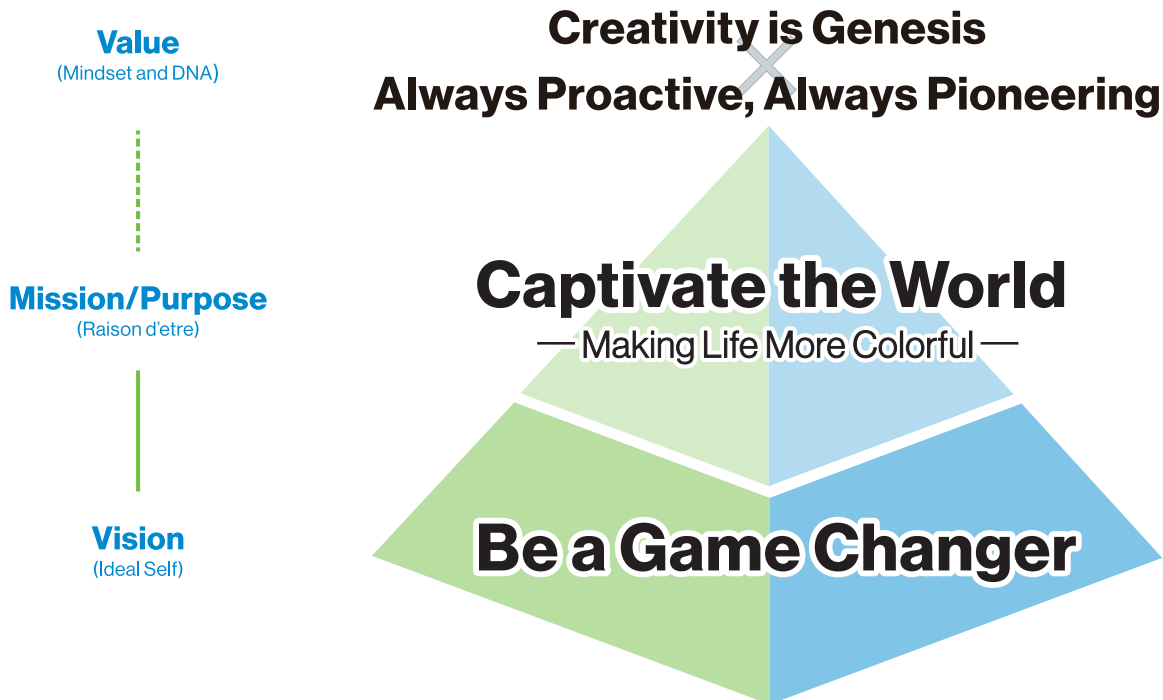 Value
(Mindset and DNA)
Creativity is Genesis
×
Always Proactive, Always Pioneering
Mission/Purpose
(Raison d'etre)
Captivate the World
— Making Life More Colorful —
Vision
(Ideal Self)
Be a Game Changer